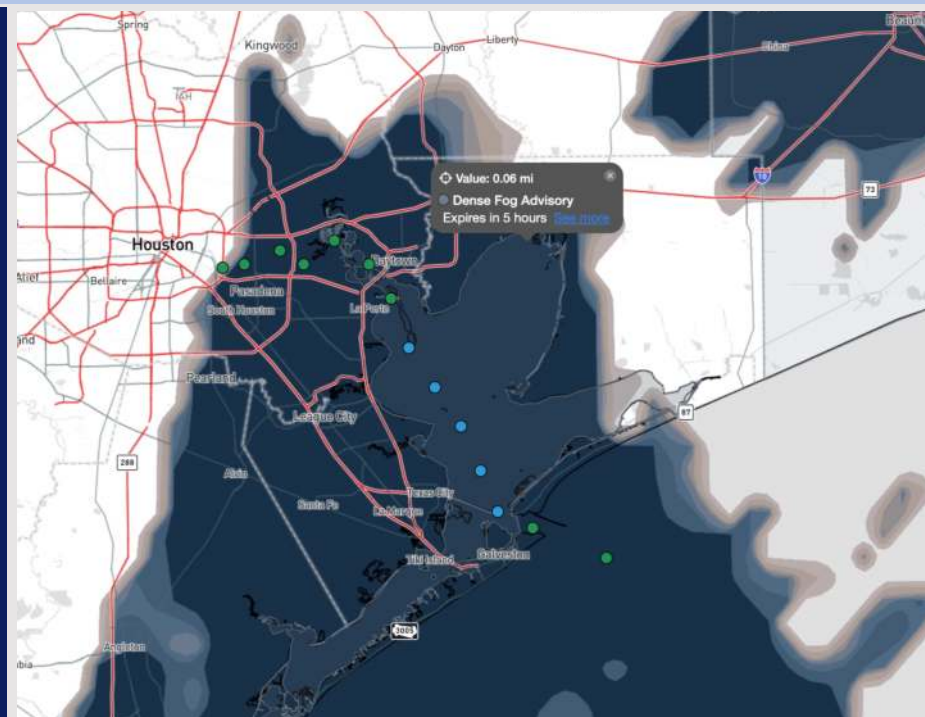 Spring
Kingwood
Dayton
Liberty
China
IAH
Value: 0.06 mi
Dense Fog Advisory
Expires in 5 hours See more
10
73
Houston
Baytown
Bellaire
Pasadena
South Houston
La Porte
Pearland
League City
87
288
Alvin
Santa Fe
Texas City
La Marque
Tiki Island
Galveston
3005
Angleton